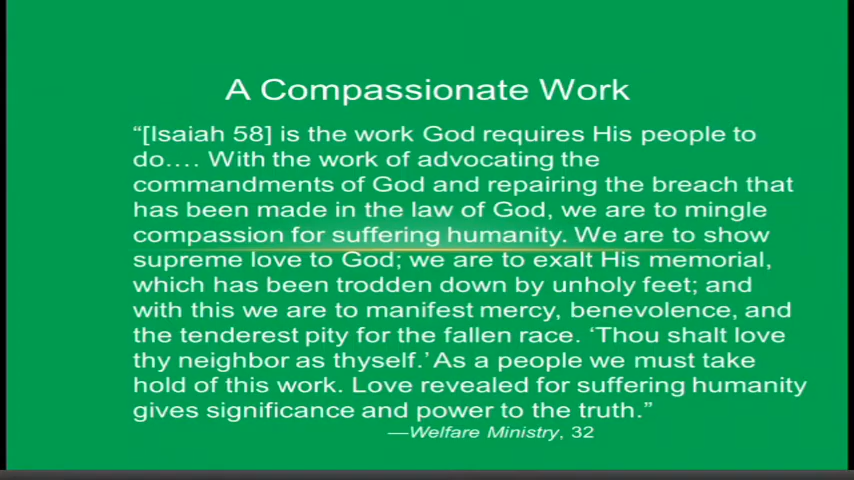 A Compassionate Work
“[Isaiah 58] is the work God requires His people to
do…. With the work of advocating the
commandments of God and repairing the breach that
has been made in the law of God, we are to mingle
compassion for suffering humanity. We are to show
supreme love to God; we are to exalt His memorial,
which has been trodden down by unholy feet; and
with this we are to manifest mercy, benevolence, and
the tenderest pity for the fallen race. ‘Thou shalt love
thy neighbor as thyself.’ As a people we must take
hold of this work. Love revealed for suffering humanity
gives significance and power to the truth.”
—Welfare Ministry, 32